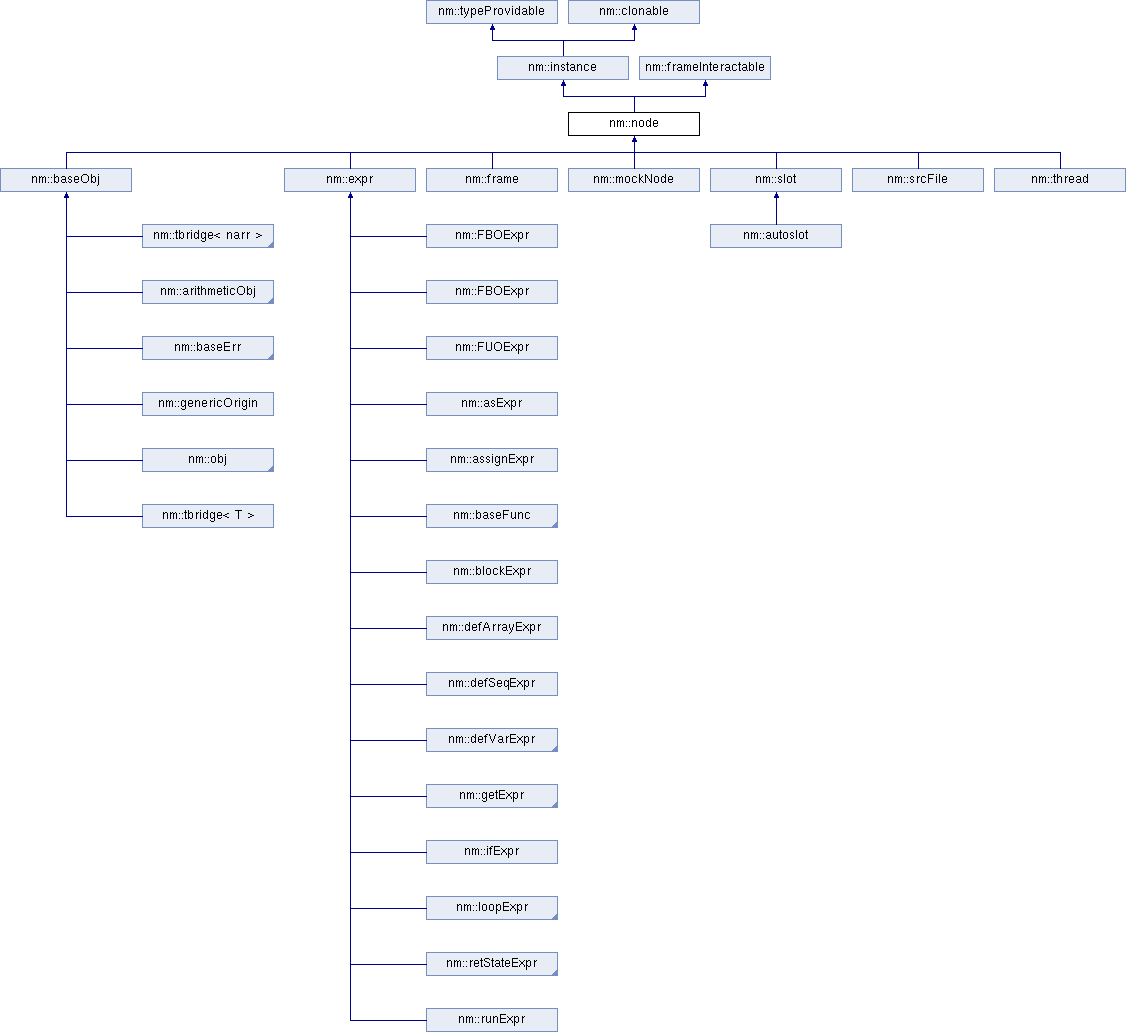 nm::typeProvidable
nm::clonable
nm::instance
nm::frameInteractable
nm::node
nm::baseObj
nm::expr
nm::frame
nm::mockNode
nm::slot
nm::srcFile
nm::thread
nm::tbridge< narr >
nm::FBOExpr
nm::autoslot
nm::arithmeticObj
nm::FBOExpr
nm::baseErr
nm::FUOExpr
nm::genericOrigin
nm::asExpr
nm::obj
nm::assignExpr
nm::tbridge< T >
nm::baseFunc
nm::blockExpr
nm::defArrayExpr
nm::defSeqExpr
nm::defVarExpr
nm::getExpr
nm::ifExpr
nm::loopExpr
nm::retStateExpr
nm::runExpr